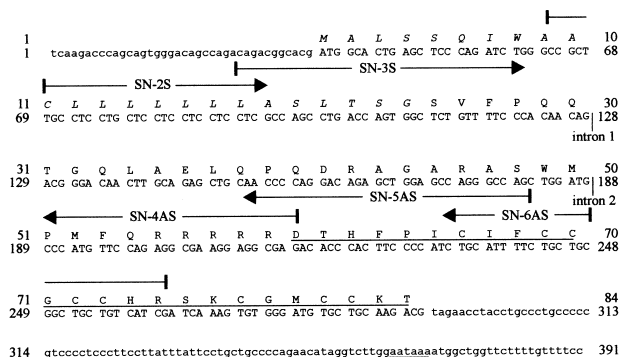 1 M A L S S Q I W A A 10
1 tcaagacccagcagtgggacagccagacagacggcacg ATG GCA CTG AGC TCC CAG ATC TGG GCC GCT 68
SN-2S SN-3S
11 C L L L L L L L A S L T S G S V F P Q Q 30
69 TGC CTC CTG CTC CTC CTC CTC CTC GCC AGC CTG ACC AGT GGC TCT GTT TTC CCA CAA CAG 128
intron 1
31 T G Q L A E L Q P Q D R A G A R A S W M 50
129 ACG GGA CAA CTT GCA GAG CTG CAA CCC CAG GAC AGA GCT GGA GCC AGG GCC AGC TGG ATG 188
SN-5AS intron 2
SN-4AS SN-6AS
51 P M F Q R R R R R D T H F P I C I F C C 70
189 CCC ATG TTC CAG AGG CGA AGG AGG CGA GAC ACC CAC TTC CCC ATC TGC ATT TTC TGC TGC 248
71 G C C H R S K C G M C C K T 84
249 GGC TGC TGT CAT CGA TCA AAG TGT GGG ATG TGC TGC AAG ACG tagaacctacctgccctgccccc 313
314 gtcccctcccttccttatttattcctgctgccccagaacataggtcttggaataaaatggctggttcttttgttttcc 391